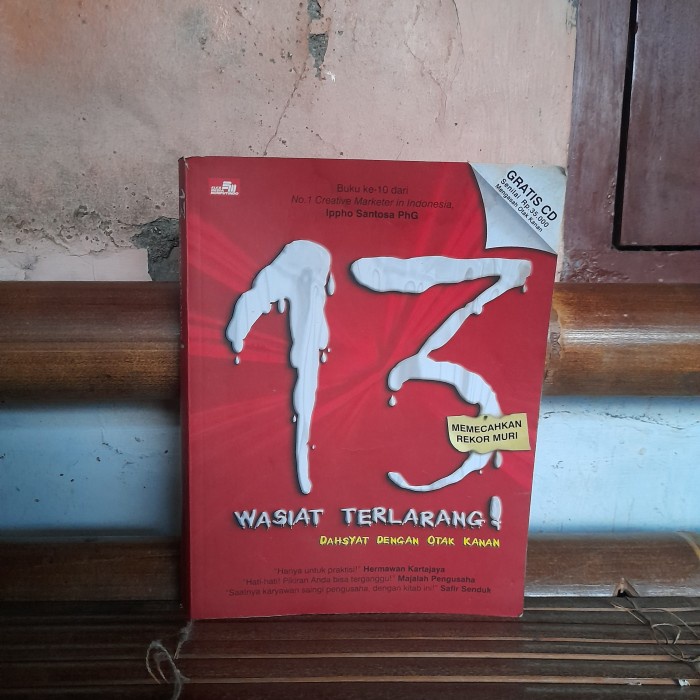 Buku ke-10 dari
No.1 Creative Marketer in Indonesia,
Ippho Santosa PhG
GRATIS CD
Senilai Rp 35.000
Mengasah Otak Kanan
13
MEMECAHKAN
REKOR MURI
WASIAT TERLARANG!
DAHSYAT DENGAN OTAK KANAN
"Hanya untuk praktisi" Hermawan Kartajaya
"Hati-hati! Pikiran Anda bisa terganggu!" Majalah Pengusaha
"Saatnya karyawan saingi pengusaha, dengan kitab ini!" Safir Senduk